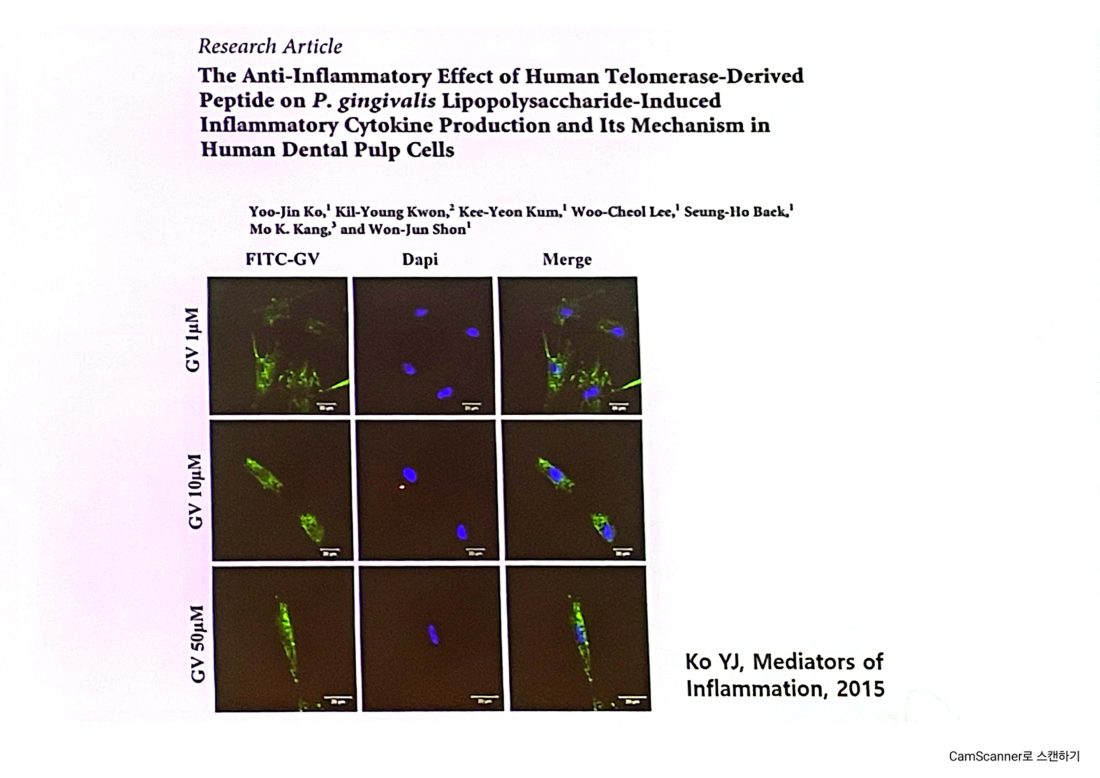 Research Article
The Anti-Inflammatory Effect of Human Telomerase-Derived
Peptide on P. gingivalis Lipopolysaccharide-Induced
Inflammatory Cytokine Production and Its Mechanism in
Human Dental Pulp Cells
Yoo-Jin Ko,¹ Kil-Young Kwon,² Kee-Yeon Kum,¹ Woo-Cheol Lee,¹ Seung-Ho Baek,¹
Mo K. Kang,³ and Won-Jun Shon¹
FITC-GV Dapi Merge
GV 1µM
GV 10µM
GV 50µM
20 µm 20 µm
Ko YJ, Mediators of
Inflammation, 2015
CamScanner로 스캔하기